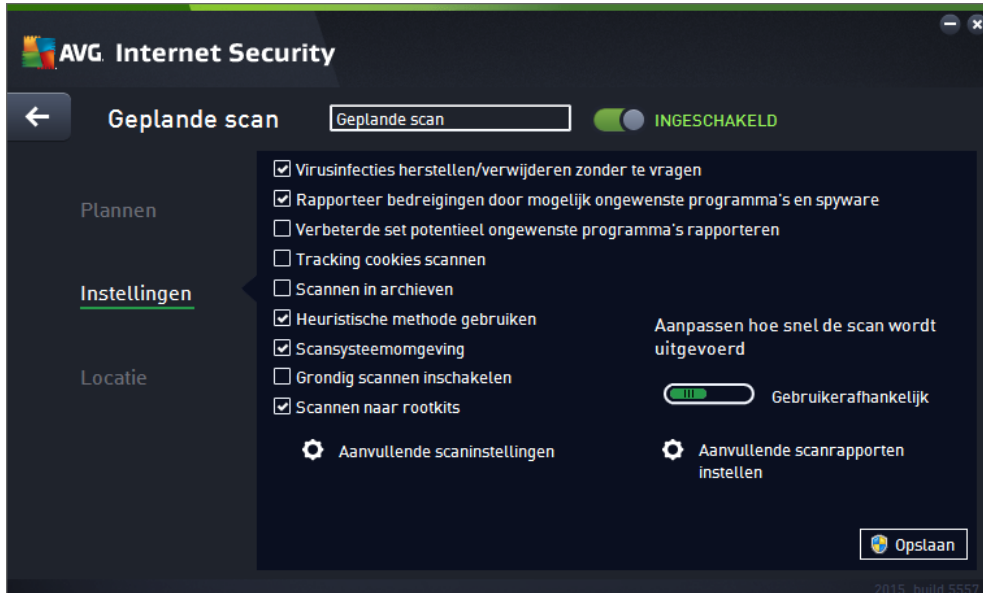 AVG. Internet Security
Geplande scan
Geplande scan
INGESCHAKELD
Plannen
Instellingen
Locatie
Virusinfecties herstellen/verwijderen zonder te vragen
Rapporteer bedreigingen door mogelijk ongewenste programma's en spyware
Verbeterde set potentieel ongewenste programma's rapporteren
Tracking cookies scannen
Scannen in archieven
Heuristische methode gebruiken
Scansysteemomgeving
Grondig scannen inschakelen
Scannen naar rootkits
Aanpassen hoe snel de scan wordt
uitgevoerd
Gebruikerafhankelijk
Aanvullende scaninstellingen
Aanvullende scanrapporten
instellen
Opslaan
2015, build 5557